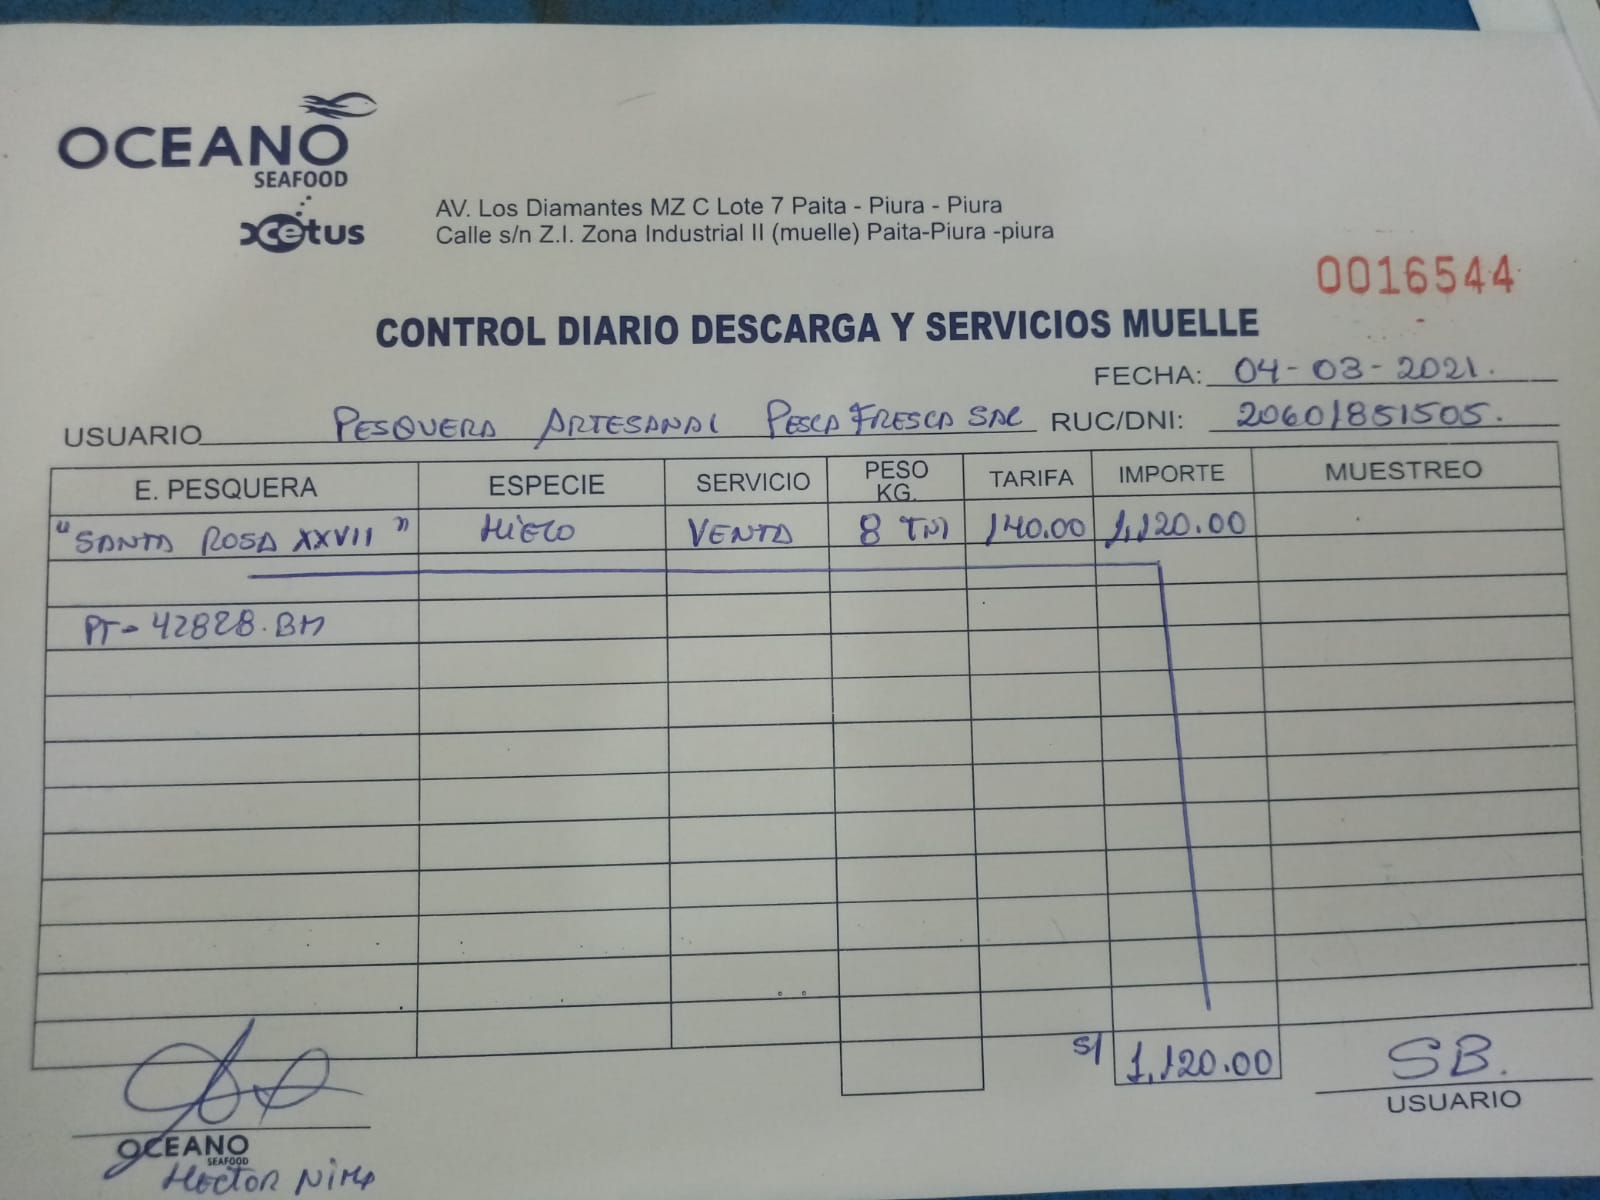 OCEANO
SEAFOOD
Xcetus
AV. Los Diamantes MZ C Lote 7 Paita - Piura - Piura
Calle s/n Z.I. Zona Industrial II (muelle) Paita-Piura -piura
0016544
CONTROL DIARIO DESCARGA Y SERVICIOS MUELLE
FECHA: 04-03-2021.
USUARIO PESQUERA ARTESANAL PESCA FRESCA SAC RUC/DNI: 20601851505.
E. PESQUERA ESPECIE SERVICIO PESO KG. TARIFA IMPORTE MUESTREO
"SANTA ROSA XXVII" HIELO VENTA 8 TM 140.00 1,120.00
PT-42828.BM
S/ 1,120.00
SB.
USUARIO
OCEANO
SEAFOOD
HECTOR NIMA